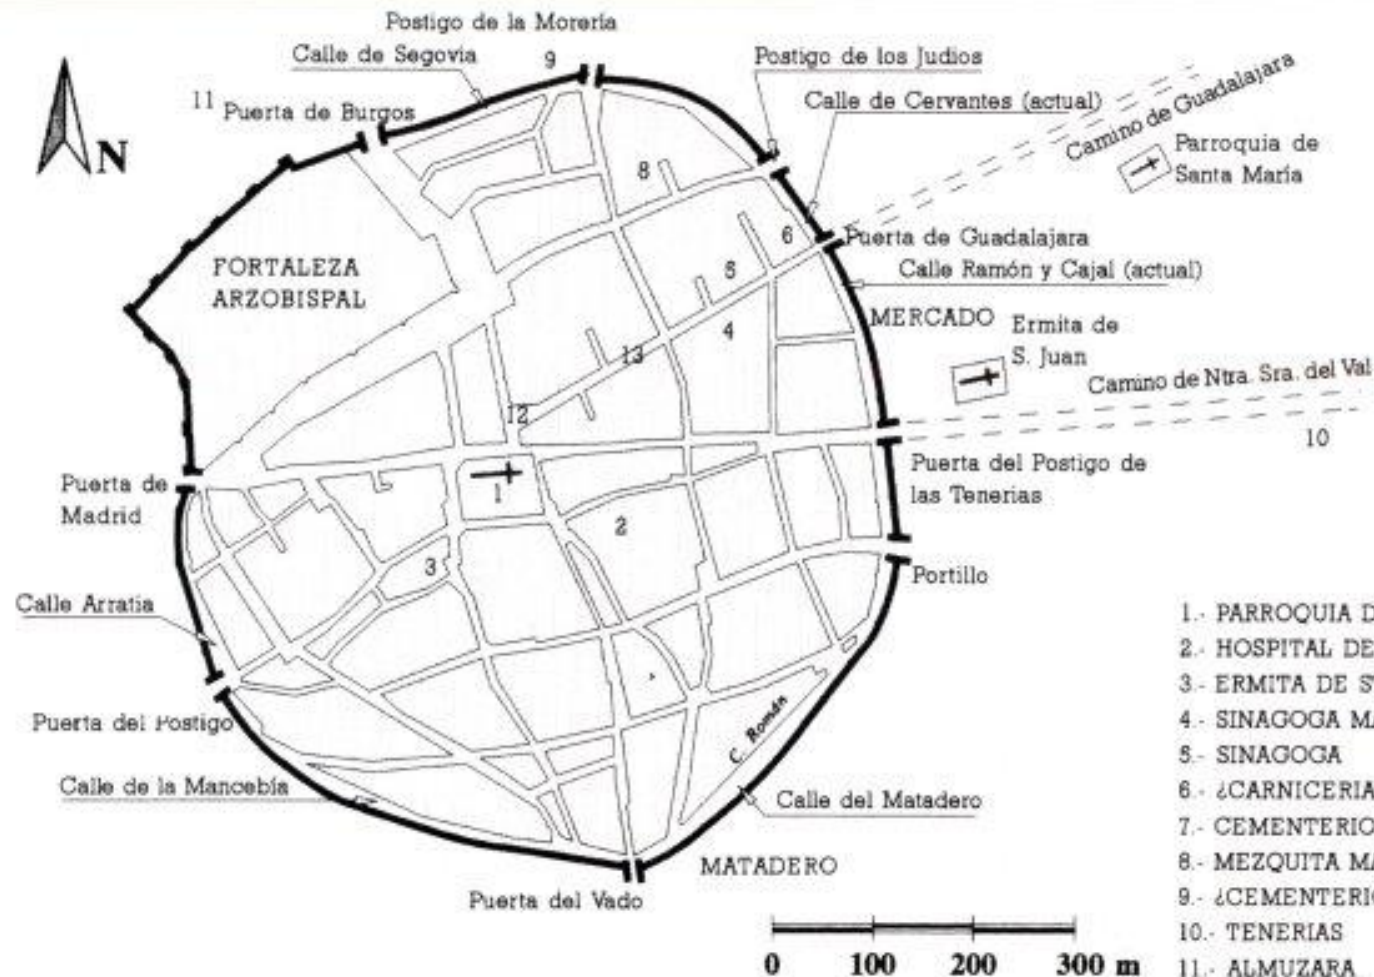 Postigo de la Morería
Calle de Segovia
9
Postigo de los Judios
11
Puerta de Burgos
Calle de Cervantes (actual)
Camino de Guadalajara
N
Parroquia de
Santa María
8
6
Puerta de Guadalajara
FORTALEZA
ARZOBISPAL
5
Calle Ramón y Cajal (actual)
MERCADO
4
Ermita de
S. Juan
13
Camino de Ntra. Sra. del Val
12
10
Puerta de
Madrid
1
Puerta del Postigo de
las Tenerias
2
3
Portillo
Calle Arratia
1.- PARROQUIA D
2.- HOSPITAL DE
3.- ERMITA DE
4.- SINAGOGA
5.- SINAGOGA
6.- ¿CARNICERIA
7.- CEMENTERIO
8.- MEZQUITA
9.- ¿CEMENTERIO
10.- TENERIAS
11.- ALMUZARA
Puerta del Postigo
C. Román
Calle de la Mancebía
Calle del Matadero
MATADERO
Puerta del Vado
0 100 200 300 m